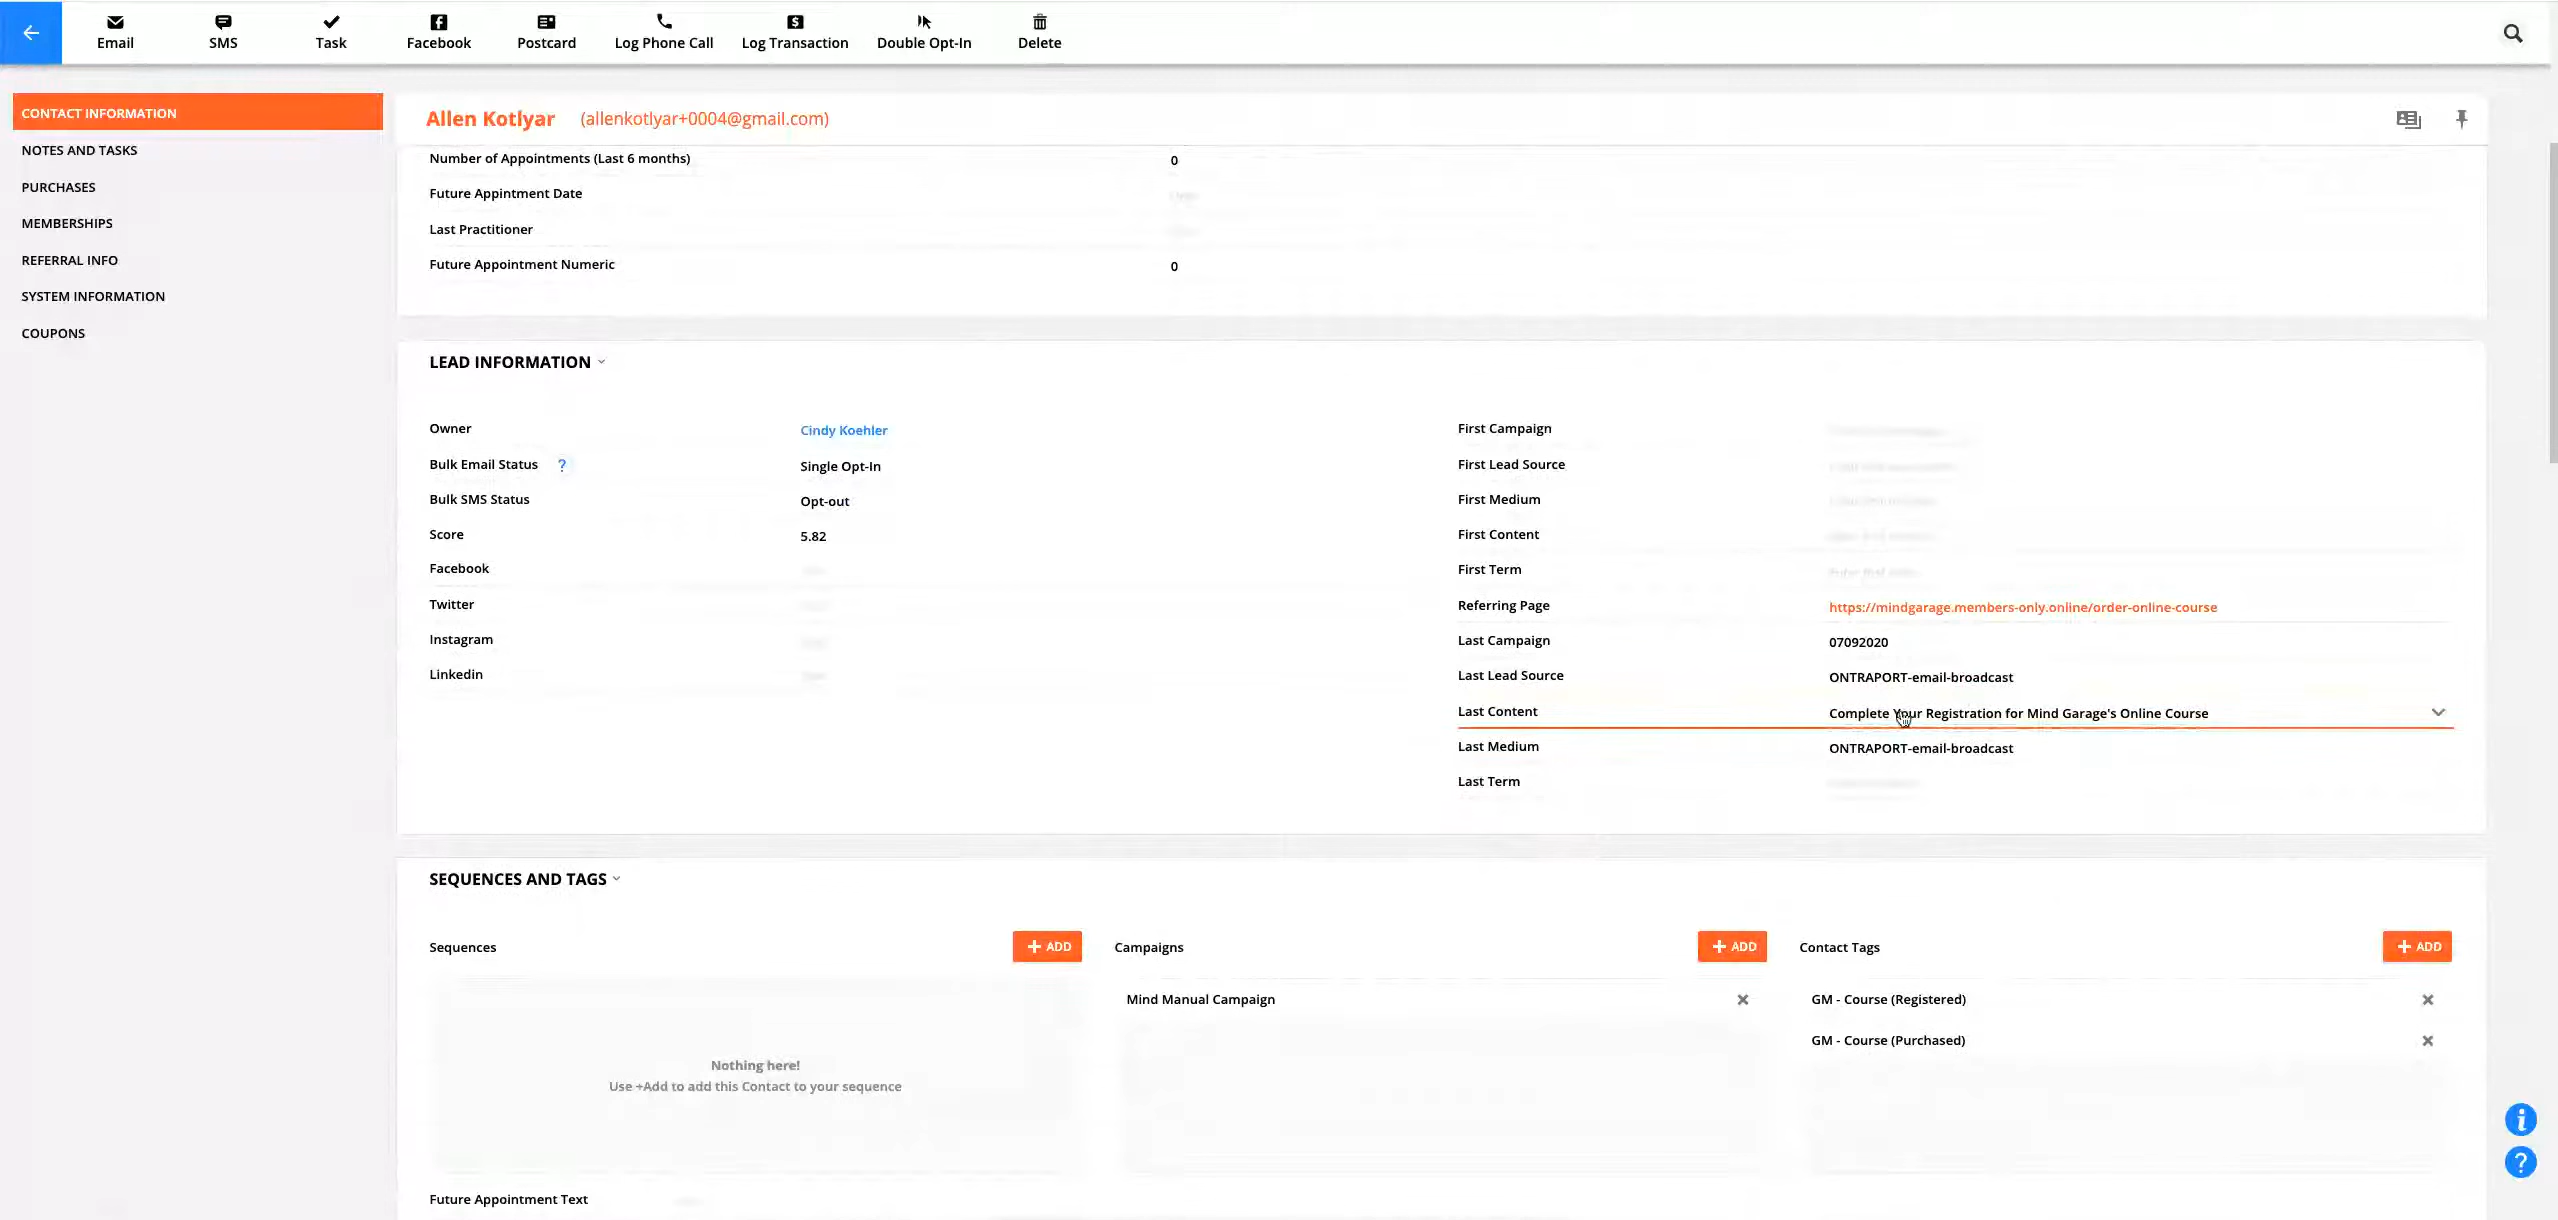 Email
SMS
Task
Facebook
Postcard
Log Phone Call
Log Transaction
Double Opt-In
Delete
CONTACT INFORMATION
NOTES AND TASKS
PURCHASES
MEMBERSHIPS
REFERRAL INFO
SYSTEM INFORMATION
COUPONS
Allen Kotlyar (allenkotlyar+0004@gmail.com)
Number of Appointments (Last 6 months) 0
Future Appintment Date
Last Practitioner
Future Appointment Numeric 0
LEAD INFORMATION
Owner Cindy Koehler
Bulk Email Status ? Single Opt-In
Bulk SMS Status Opt-out
Score 5.82
Facebook
Twitter
Instagram
Linkedin
First Campaign
First Lead Source
First Medium
First Content
First Term
Referring Page https://mindgarage.members-only.online/order-online-course
Last Campaign 07092020
Last Lead Source ONTRAPORT-email-broadcast
Last Content Complete Your Registration for Mind Garage's Online Course
Last Medium ONTRAPORT-email-broadcast
Last Term
SEQUENCES AND TAGS
Sequences + ADD
Nothing here!
Use +Add to add this Contact to your sequence
Campaigns + ADD
Mind Manual Campaign
Contact Tags + ADD
GM - Course (Registered)
GM - Course (Purchased)
Future Appointment Text